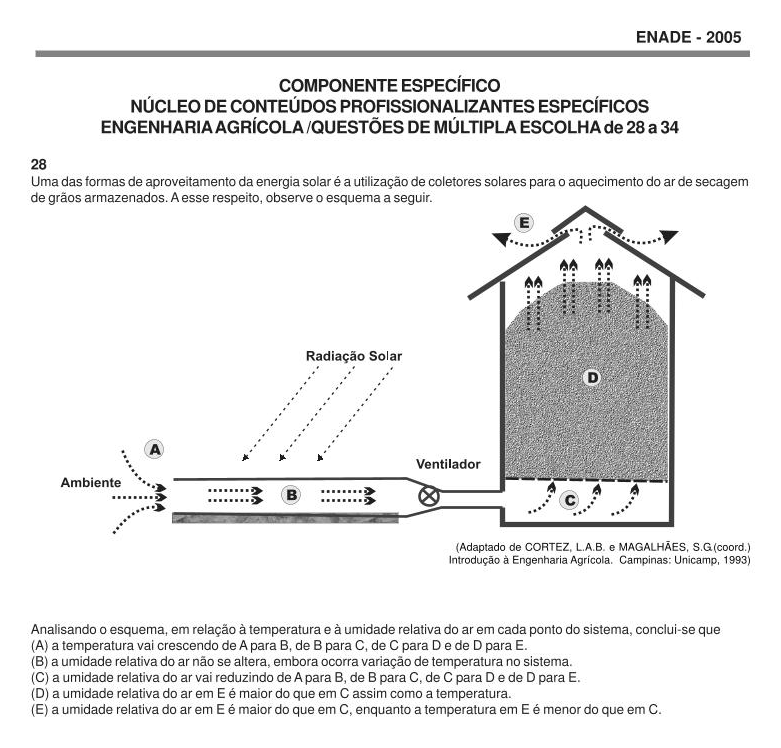 ENADE - 2005
COMPONENTE ESPECÍFICO
NÚCLEO DE CONTEÚDOS PROFISSIONALIZANTES ESPECÍFICOS
ENGENHARIA AGRÍCOLA /QUESTÕES DE MÚLTIPLA ESCOLHA de 28 a 34
28
Uma das formas de aproveitamento da energia solar é a utilização de coletores solares para o aquecimento do ar de secagem
de grãos armazenados. A esse respeito, observe o esquema a seguir.
E
Radiação Solar
D
A
Ventilador
Ambiente
B
C
(Adaptado de CORTEZ, L.A.B. e MAGALHÃES, S.G.(coord.)
Introdução à Engenharia Agrícola. Campinas: Unicamp, 1993)
Analisando o esquema, em relação à temperatura e à umidade relativa do ar em cada ponto do sistema, conclui-se que
(A) a temperatura vai crescendo de A para B, de B para C, de C para D e de D para E.
(B) a umidade relativa do ar não se altera, embora ocorra variação de temperatura no sistema.
(C) a umidade relativa do ar vai reduzindo de A para B, de B para C, de C para D e de D para E.
(D) a umidade relativa do ar em E é maior do que em C assim como a temperatura.
(E) a umidade relativa do ar em E é maior do que em C, enquanto a temperatura em E é menor do que em C.